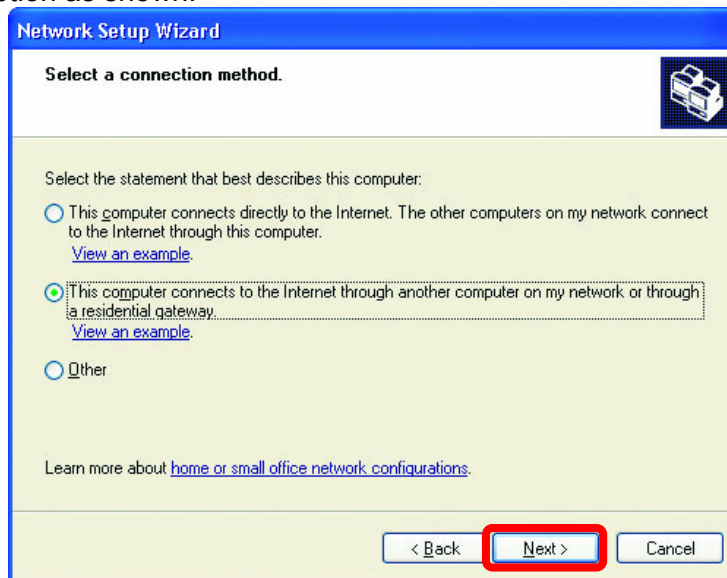 as shown.
Network Setup Wizard
Select a connection method.
Select the statement that best describes this computer:
This computer connects directly to the Internet. The other computers on my network connect
to the Internet through this computer.
View an example.
This computer connects to the Internet through another computer on my network or through
a residential gateway.
View an example.
Other
Learn more about home or small office network configurations.
< Back Next > Cancel